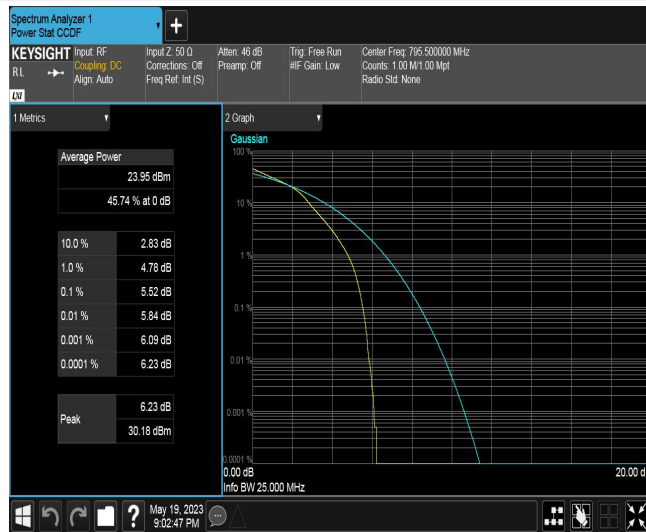 Spectrum Analyzer 1
Power Stat CCDF
+
KEYSIGHT
RL
LXI
Input: RF
Coupling: DC
Align: Auto
Input Z: 50 Ω
Corrections: Off
Freq Ref: Int (S)
Atten: 46 dB
Preamp: Off
Trig: Free Run
#IF Gain: Low
Center Freq: 795.500000 MHz
Counts: 1.00 M/1.00 Mpt
Radio Std: None
1 Metrics
Average Power
23.95 dBm
45.74 % at 0 dB
10.0 % 2.83 dB
1.0 % 4.78 dB
0.1 % 5.52 dB
0.01 % 5.84 dB
0.001 % 6.09 dB
0.0001 % 6.23 dB
Peak
6.23 dB
30.18 dBm
2 Graph
Gaussian
100 %
10 %
1 %
0.1 %
0.01 %
0.001 %
0.0001 %
0.00 dB
20.00 d
Info BW 25.000 MHz
?
May 19, 2023
9:02:47 PM